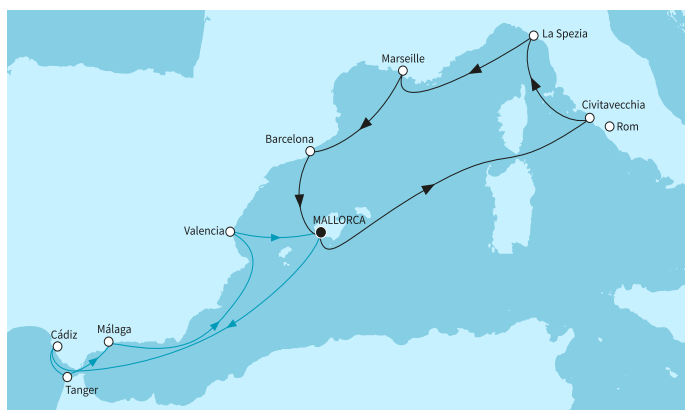 La Spezia
Marseille
Civitavecchia
Rom
Barcelona
MALLORCA
Valencia
Málaga
Cádiz
Tanger